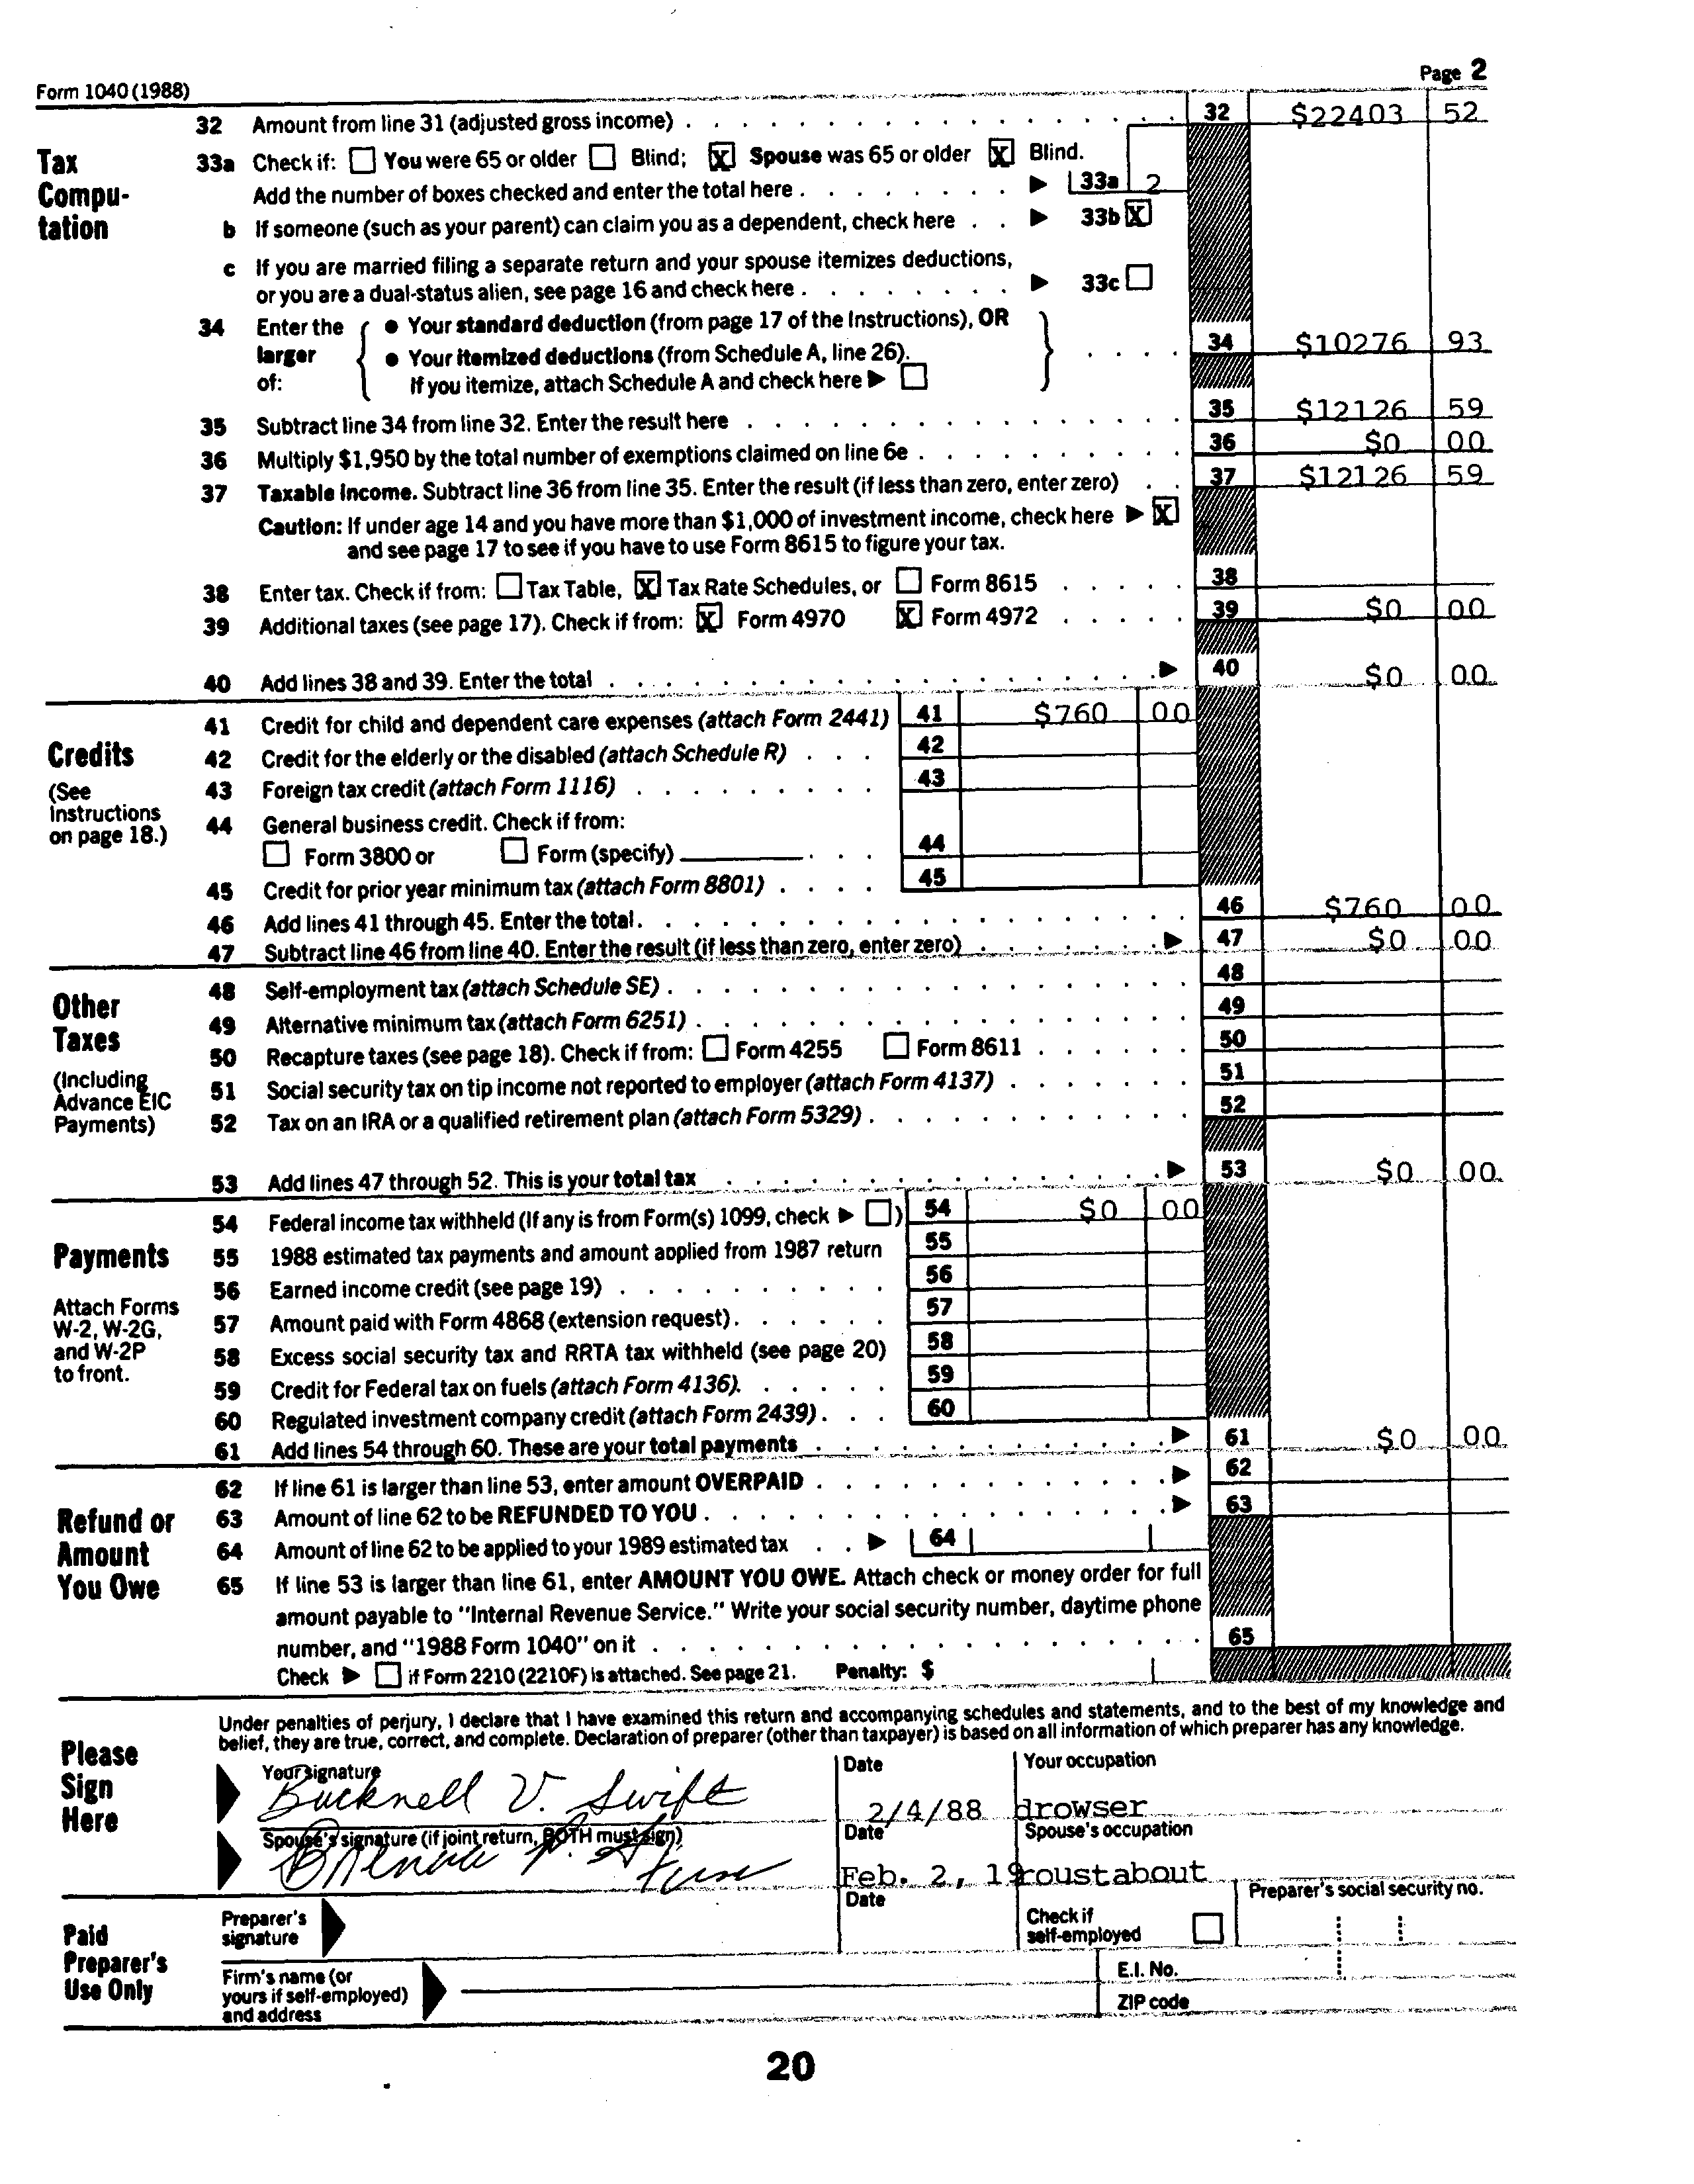 Form 1040 (1988) Page 2
32 Amount from line 31 (adjusted gross income) 32 $22403 52
Tax Compu- tation
33a Check if: You were 65 or older Blind; X Spouse was 65 or older X Blind.
Add the number of boxes checked and enter the total here 33a 2
b If someone (such as your parent) can claim you as a dependent, check here 33b X
c If you are married filing a separate return and your spouse itemizes deductions,
or you are a dual-status alien, see page 16 and check here 33c
34 Enter the larger of:
● Your standard deduction (from page 17 of the Instructions), OR
● Your itemized deductions (from Schedule A, line 26).
If you itemize, attach Schedule A and check here
34 $10276 93
35 Subtract line 34 from line 32. Enter the result here 35 $12126 59
36 Multiply $1,950 by the total number of exemptions claimed on line 6e 36 $0 00
37 Taxable income. Subtract line 36 from line 35. Enter the result (if less than zero, enter zero) 37 $12126 59
Caution: If under age 14 and you have more than $1,000 of investment income, check here X
and see page 17 to see if you have to use Form 8615 to figure your tax.
38 Enter tax. Check if from: Tax Table, X Tax Rate Schedules, or Form 8615 38
39 Additional taxes (see page 17). Check if from: X Form 4970 X Form 4972 39 $0 00
40 Add lines 38 and 39. Enter the total 40 $0 00
Credits
(See Instructions on page 18.)
41 Credit for child and dependent care expenses (attach Form 2441) 41 $760 00
42 Credit for the elderly or the disabled (attach Schedule R) 42
43 Foreign tax credit (attach Form 1116) 43
44 General business credit. Check if from:
Form 3800 or Form (specify) 44
45 Credit for prior year minimum tax (attach Form 8801) 45
46 Add lines 41 through 45. Enter the total 46 $760 00
47 Subtract line 46 from line 40. Enter the result (if less than zero, enter zero) 47 $0 00
Other Taxes
(Including Advance EIC Payments)
48 Self-employment tax (attach Schedule SE) 48
49 Alternative minimum tax (attach Form 6251) 49
50 Recapture taxes (see page 18). Check if from: Form 4255 Form 8611 50
51 Social security tax on tip income not reported to employer (attach Form 4137) 51
52 Tax on an IRA or a qualified retirement plan (attach Form 5329) 52
53 Add lines 47 through 52. This is your total tax 53 $0 00
Payments
Attach Forms W-2, W-2G, and W-2P to front.
54 Federal income tax withheld (If any is from Form(s) 1099, check ) 54 $0 00
55 1988 estimated tax payments and amount applied from 1987 return 55
56 Earned income credit (see page 19) 56
57 Amount paid with Form 4868 (extension request) 57
58 Excess social security tax and RRTA tax withheld (see page 20) 58
59 Credit for Federal tax on fuels (attach Form 4136) 59
60 Regulated investment company credit (attach Form 2439) 60
61 Add lines 54 through 60. These are your total payments 61 $0 00
Refund or Amount You Owe
62 If line 61 is larger than line 53, enter amount OVERPAID 62
63 Amount of line 62 to be REFUNDED TO YOU 63
64 Amount of line 62 to be applied to your 1989 estimated tax 64
65 If line 53 is larger than line 61, enter AMOUNT YOU OWE. Attach check or money order for full
amount payable to "Internal Revenue Service." Write your social security number, daytime phone
number, and "1988 Form 1040" on it 65
Check if Form 2210 (2210F) is attached. See page 21. Penalty: $
Please Sign Here
Under penalties of perjury, I declare that I have examined this return and accompanying schedules and statements, and to the best of my knowledge and
belief, they are true, correct, and complete. Declaration of preparer (other than taxpayer) is based on all information of which preparer has any knowledge.
Your signature Date Your occupation
Bucknell V. Swift 2/4/88 drowser
Spouse's signature (if joint return, BOTH must sign) Date Spouse's occupation
Feb. 2, 19 roustabout
Paid Preparer's Use Only
Preparer's signature Date Check if self-employed Preparer's social security no.
Firm's name (or yours if self-employed) and address E.I. No.
ZIP code
20